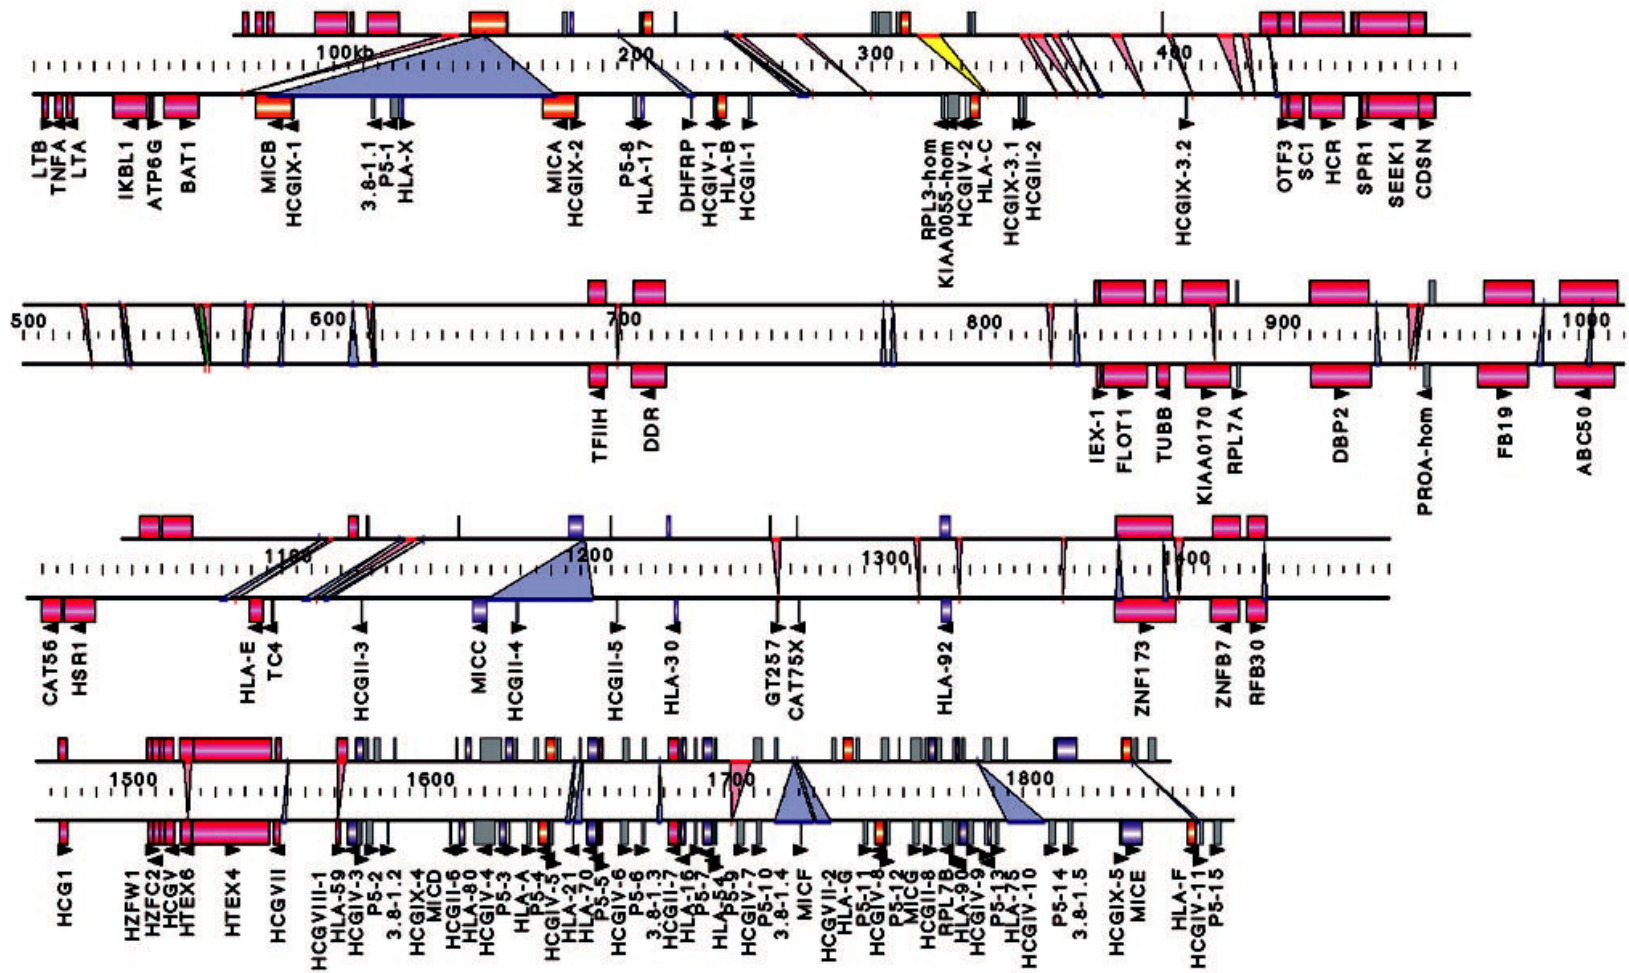 100kb 200 300 400
LTB
TNFA
LTA
IKBL1
ATP6G
BAT1
MICB
HCGIX-1
3.8-1.1
P5-1
HLA-X
MICA
HCGIX-2
P5-8
HLA-17
DHFRP
HCGIV-1
HLA-B
HCGII-1
RPL3-hom
KIAA0055-hom
HCGIV-2
HLA-C
HCGIX-3.1
HCGII-2
HCGIX-3.2
OTF3
SC1
HCR
SPR1
SEEK1
CDSN
500 600 700 800 900 1000
TFIIH
DDR
IEX-1
FLOT1
TUBB
KIAA0170
RPL7A
DBP2
PROA-hom
FB19
ABC50
1100 1200 1300 1400
CAT56
HSR1
HLA-E
TC4
HCGII-3
MICC
HCGII-4
HCGII-5
HLA-30
GT257
CAT75X
HLA-92
ZNF173
ZNFB7
RFB30
1500 1600 1700 1800
HCG1
HZFW1
HZFC2
HCGV
HTEX6
HTEX4
HCGVII
HCGVIII-1
HLA-59
HCGIV-3
P5-2
3.8-1.2
HCGIX-4
MICD
HCGII-6
HLA-80
HCGIV-4
P5-3
HLA-A
P5-4
HCGIV-5
HLA-21
HLA-70
P5-5
HCGIV-6
P5-6
3.8-1.3
HCGII-7
HLA-16
P5-7
HLA-54
P5-9
HCGIV-7
P5-10
3.8-1.4
MICF
HCGVII-2
HLA-G
P5-11
HCGIV-8
P5-12
MICG
HCGII-8
RPL7B
HLA-90
HCGIV-9
P5-13
HLA-75
HCGIV-10
P5-14
3.8-1.5
HCGIX-5
MICE
HLA-F
HCGIV-11
P5-15